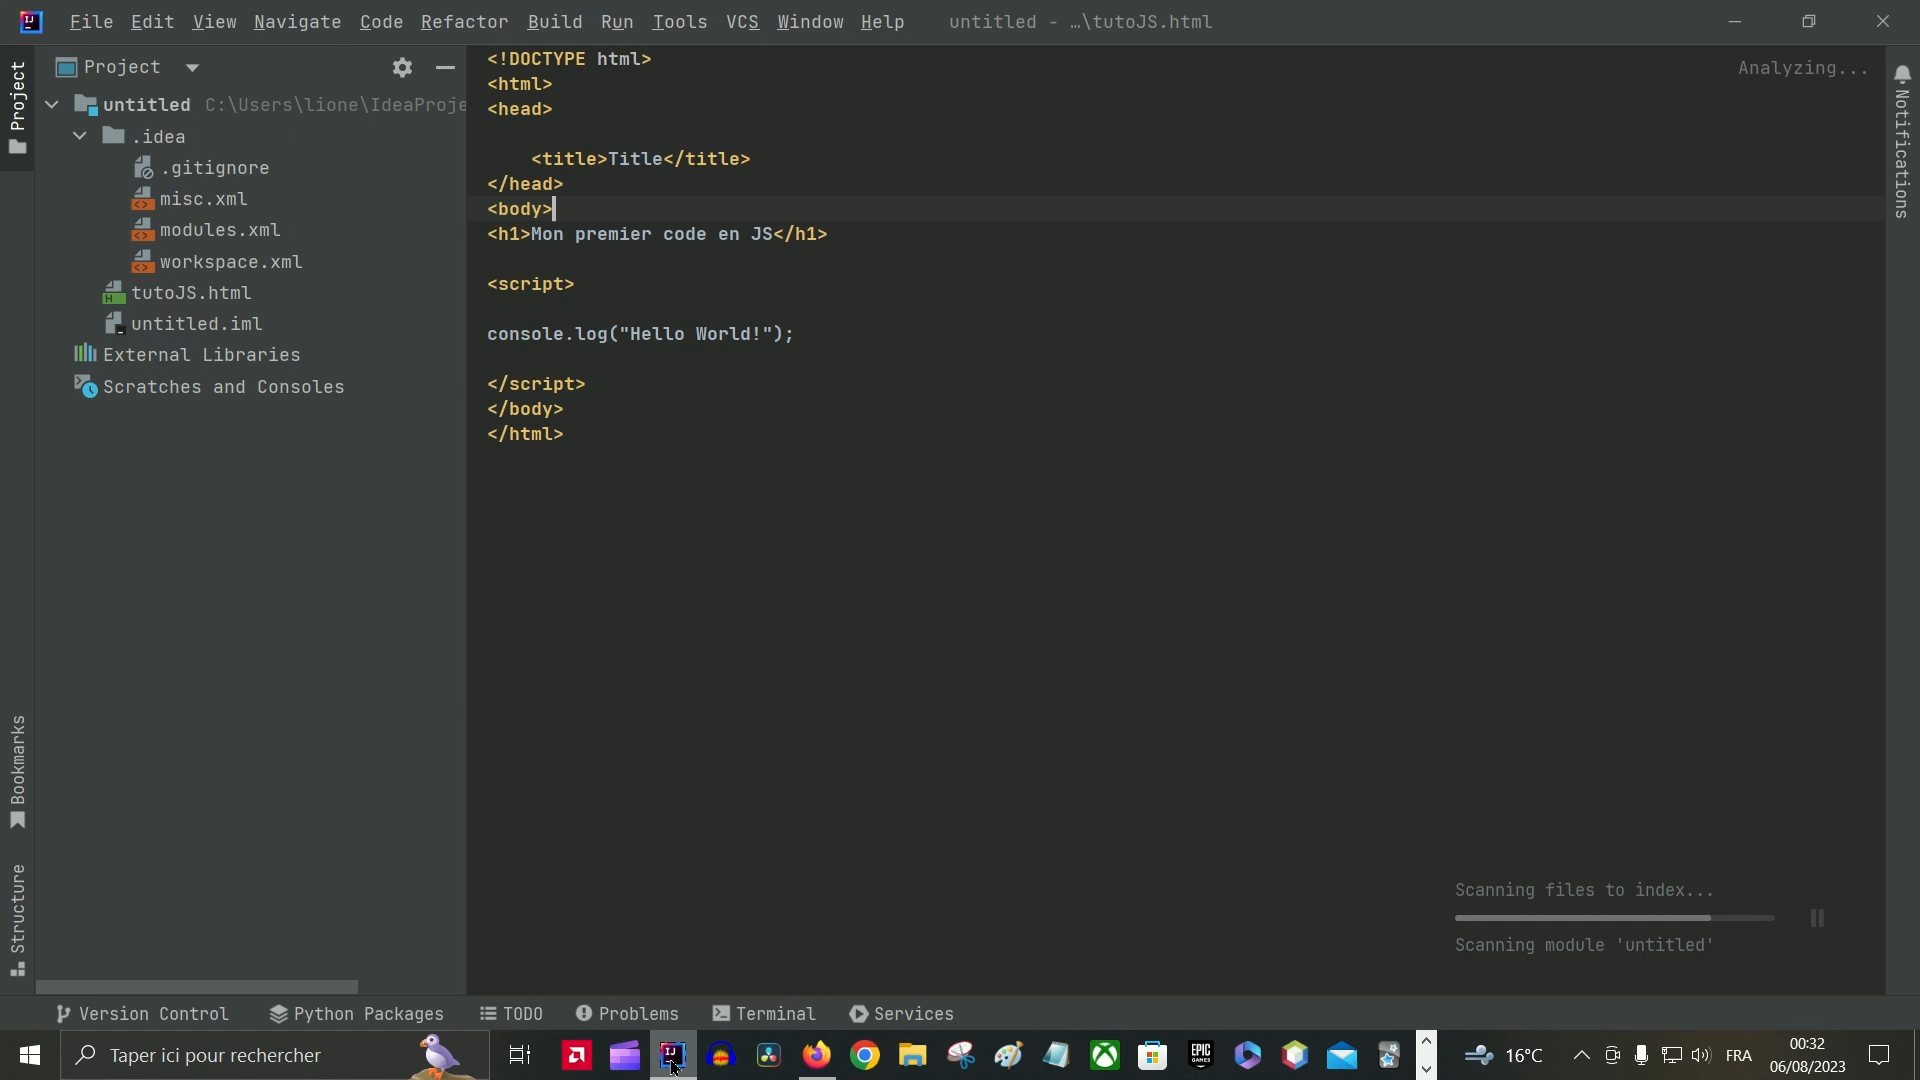 File Edit View Navigate Code Refactor Build Run Tools VCS Window Help untitled - …\tutoJS.html
Project
Project
untitled C:\Users\lione\IdeaProje
.idea
.gitignore
misc.xml
modules.xml
workspace.xml
tutoJS.html
untitled.iml
External Libraries
Scratches and Consoles
<!DOCTYPE html>
<html>
<head>
<title>Title</title>
</head>
<body>
<h1>Mon premier code en JS</h1>
<script>
console.log("Hello World!");
</script>
</body>
</html>
Analyzing...
Notifications
Scanning files to index...
Scanning module 'untitled'
Bookmarks
Structure
Version Control Python Packages TODO Problems Terminal Services
Taper ici pour rechercher
EPIC GAMES
16°C
FRA
00:32
06/08/2023